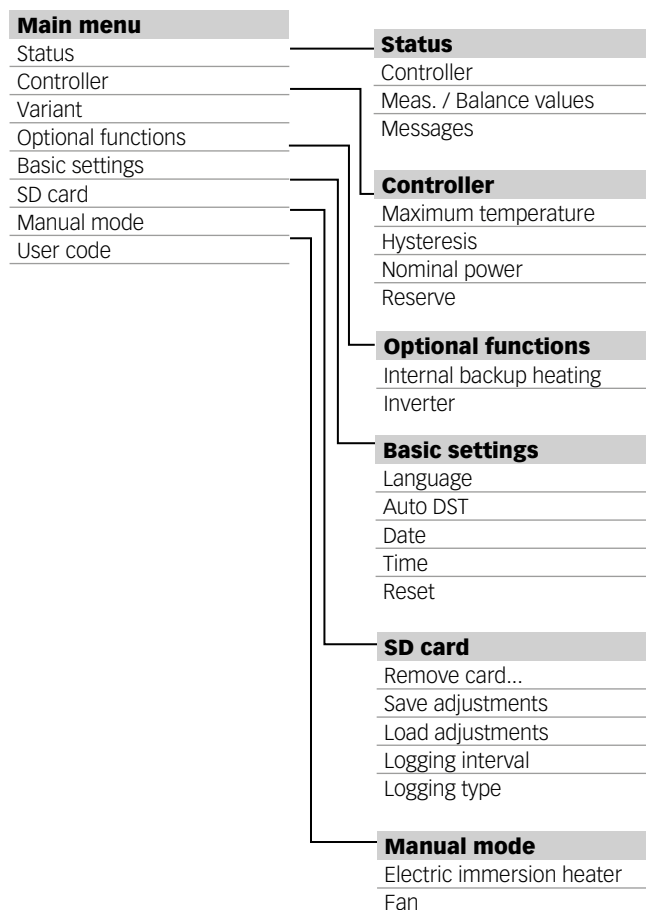 Main menu
Status
Controller
Variant
Optional functions
Basic settings
SD card
Manual mode
User code
Status
Controller
Meas. / Balance values
Messages
Controller
Maximum temperature
Hysteresis
Nominal power
Reserve
Optional functions
Internal backup heating
Inverter
Basic settings
Language
Auto DST
Date
Time
Reset
SD card
Remove card...
Save adjustments
Load adjustments
Logging interval
Logging type
Manual mode
Electric immersion heater
Fan